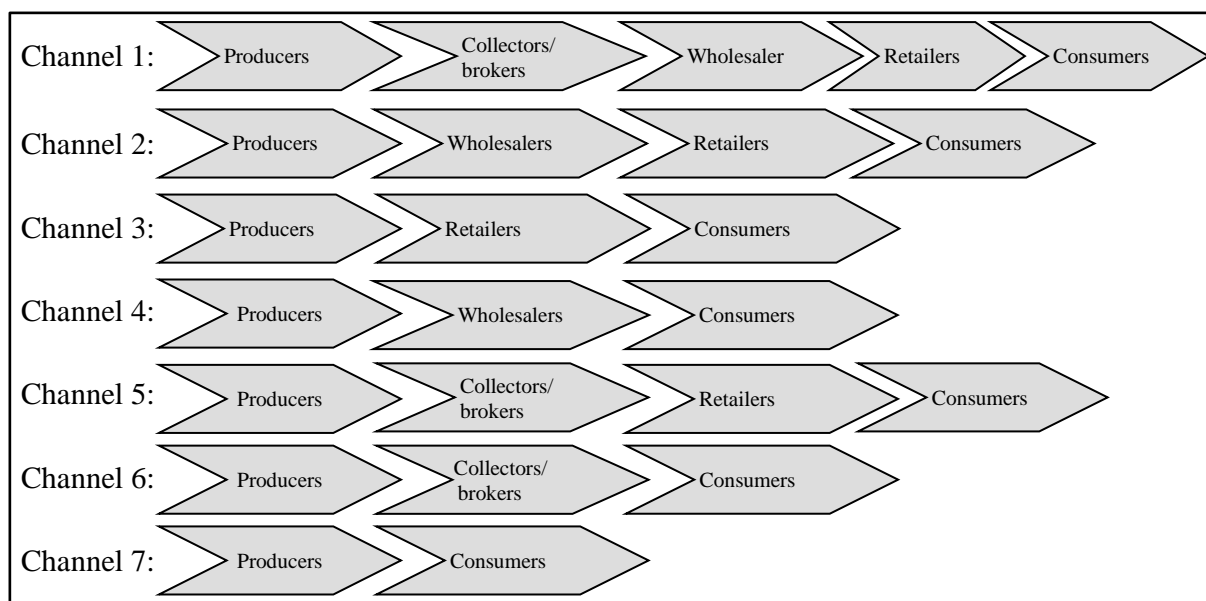 Channel 1: Producers Collectors/ brokers Wholesaler Retailers Consumers
Channel 2: Producers Wholesalers Retailers Consumers
Channel 3: Producers Retailers Consumers
Channel 4: Producers Wholesalers Consumers
Channel 5: Producers Collectors/ brokers Retailers Consumers
Channel 6: Producers Collectors/ brokers Consumers
Channel 7: Producers Consumers